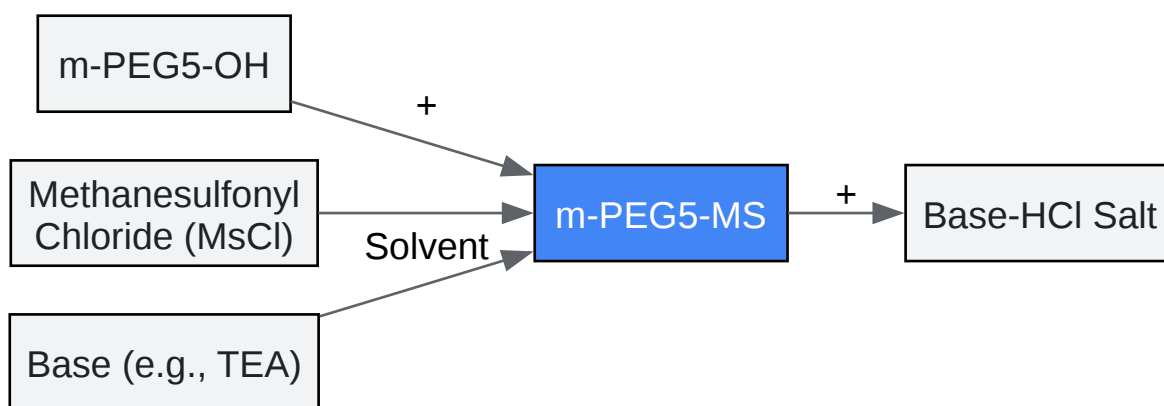 m-PEG5-OH
+
Methanesulfonyl
Chloride (MsCl)
Solvent
Base (e.g., TEA)
m-PEG5-MS
+
Base-HCl Salt